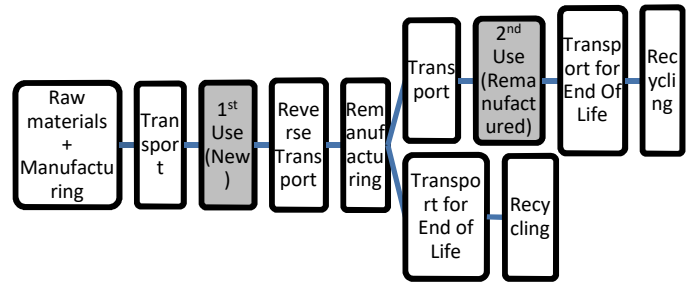 Raw
materials
+
Manufactu
ring
Tran
spor
t
1st
Use
(New
)
Reve
rse
Trans
port
Rem
anuf
actu
ring
Trans
port
2nd
Use
(Rema
nufact
ured)
Transp
ort for
End Of
Life
Rec
ycli
ng
Transpo
rt for
End of
Life
Recy
cling